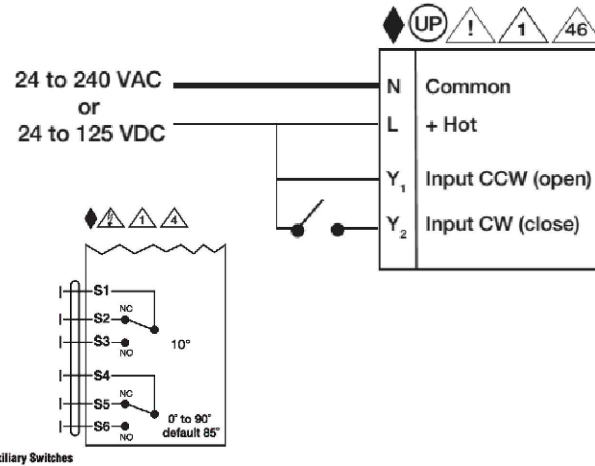 UP ! 1 46
24 to 240 VAC
or
24 to 125 VDC
N Common
L + Hot
Y1 Input CCW (open)
Y2 Input CW (close)
1 4
S1
NC
S2
S3
NO
10°
S4
NC
S5
0° to 90°
default 85°
S6
NO
Switches